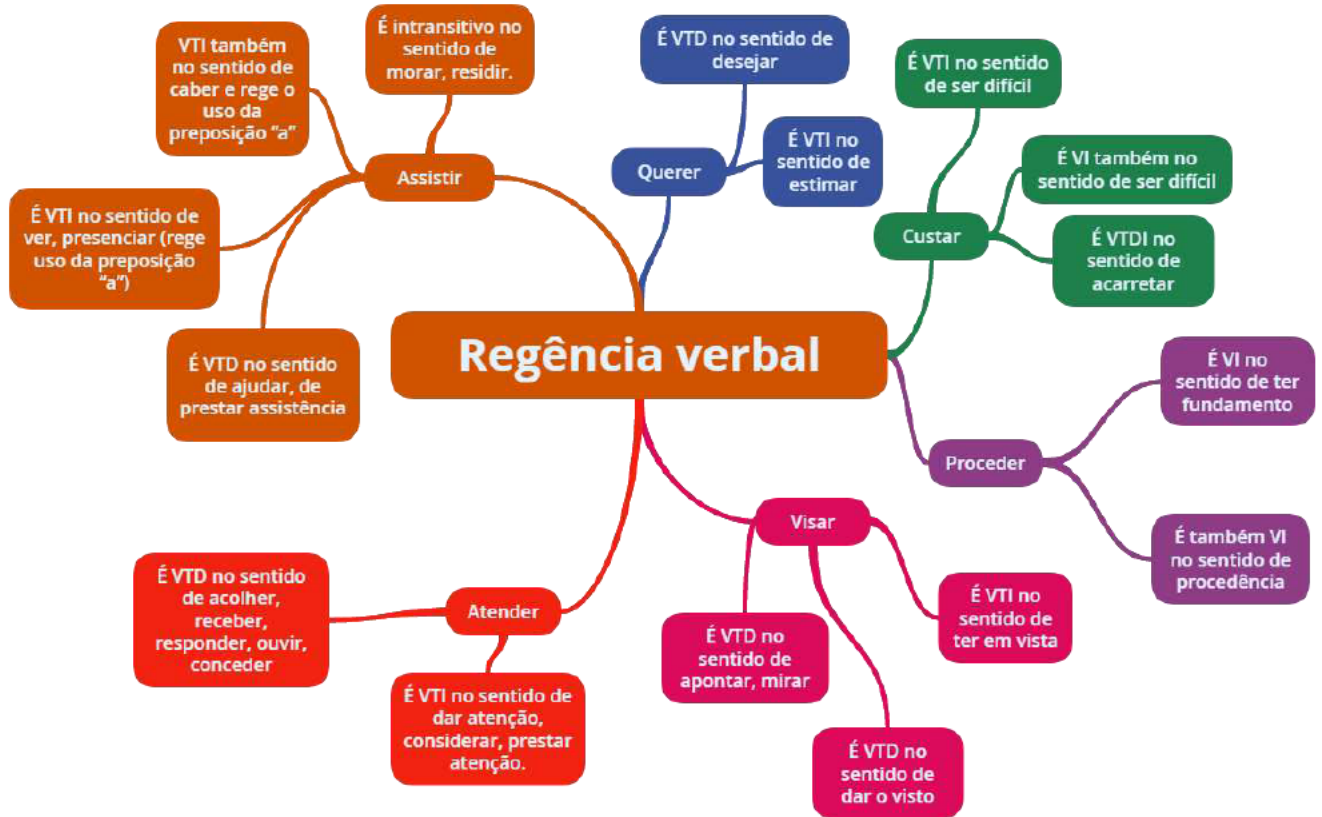 Regência verbal
Assistir
É intransitivo no
sentido de
morar, residir.
VTI também
no sentido de
caber e rege o
uso da
preposição “a”
É VTI no sentido de
ver, presenciar (rege
uso da preposição
“a”)
É VTD no sentido
de ajudar, de
prestar assistência
Querer
É VTD no sentido de
desejar
É VTI no
sentido de
estimar
Custar
É VTI no sentido
de ser difícil
É VI também no
sentido de ser difícil
É VTDI no
sentido de
acarretar
Proceder
É VI no
sentido de ter
fundamento
É também VI
no sentido de
procedência
Visar
É VTI no
sentido de
ter em vista
É VTD no
sentido de
apontar, mirar
É VTD no
sentido de
dar o visto
Atender
É VTD no sentido
de acolher,
receber,
responder, ouvir,
conceder
É VTI no sentido de
dar atenção,
considerar, prestar
atenção.